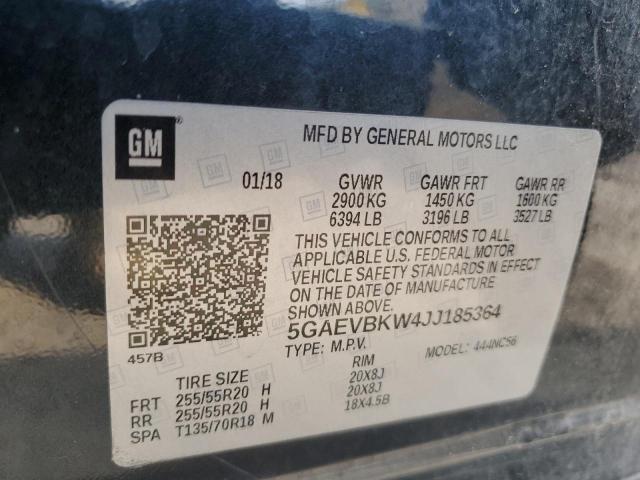 GM
MFD BY GENERAL MOTORS LLC
01/18 GVWR GAWR FRT GAWR RR
2900 KG 1450 KG 1600 KG
6394 LB 3196 LB 3527 LB
THIS VEHICLE CONFORMS TO ALL
APPLICABLE U.S. FEDERAL MOTOR
VEHICLE SAFETY STANDARDS IN EFFECT
ON THE DATE OF MANUFACTURE
SHOWN ABOVE.
5GAEVBKW4JJ185364
457B
TYPE: M.P.V. MODEL: 444NC56
TIRE SIZE RIM
FRT 255/55R20 H 20X8J
RR 255/55R20 H 20X8J
SPA T135/70R18 M 18X4.5B